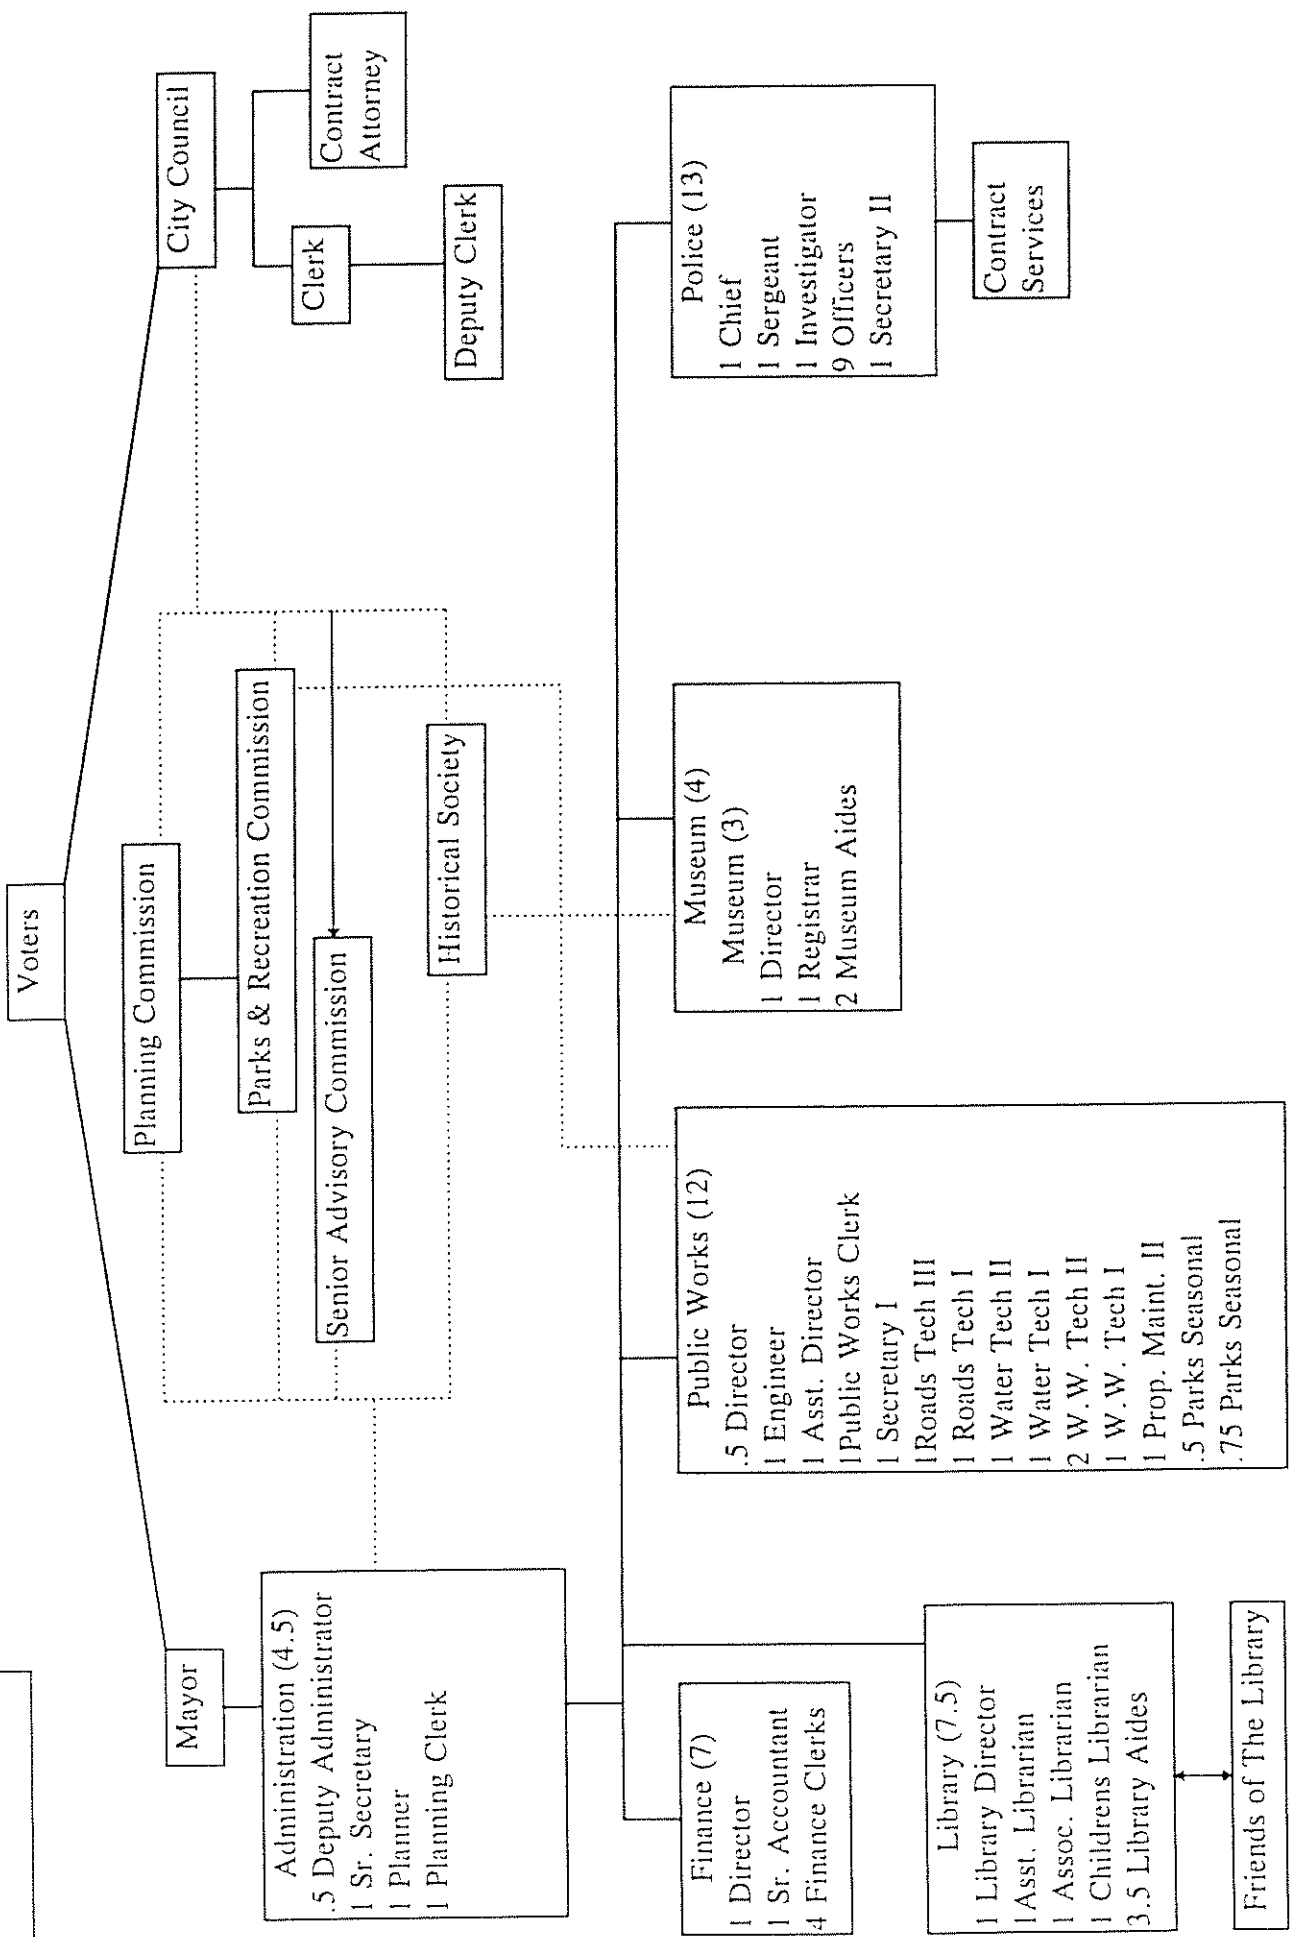 Voters
Mayor
City Council
Planning Commission
Parks & Recreation Commission
Senior Advisory Commission
Historical Society
Clerk
Contract
Attorney
Deputy Clerk
Administration (4.5)
.5 Deputy Administrator
1 Sr. Secretary
1 Planner
1 Planning Clerk
Finance (7)
1 Director
1 Sr. Accountant
4 Finance Clerks
Library (7.5)
1 Library Director
1Asst. Librarian
1 Assoc. Librarian
1 Childrens Librarian
3.5 Library Aides
Friends of The Library
Public Works (12)
.5 Director
1 Engineer
1 Asst. Director
1Public Works Clerk
1 Secretary I
1Roads Tech III
1 Roads Tech I
1 Water Tech II
1 Water Tech I
2 W.W. Tech II
1 W.W. Tech I
1 Prop. Maint. II
.5 Parks Seasonal
.75 Parks Seasonal
Museum (4)
Museum (3)
1 Director
1 Registrar
2 Museum Aides
Police (13)
1 Chief
1 Sergeant
1 Investigator
9 Officers
1 Secretary II
Contract
Services